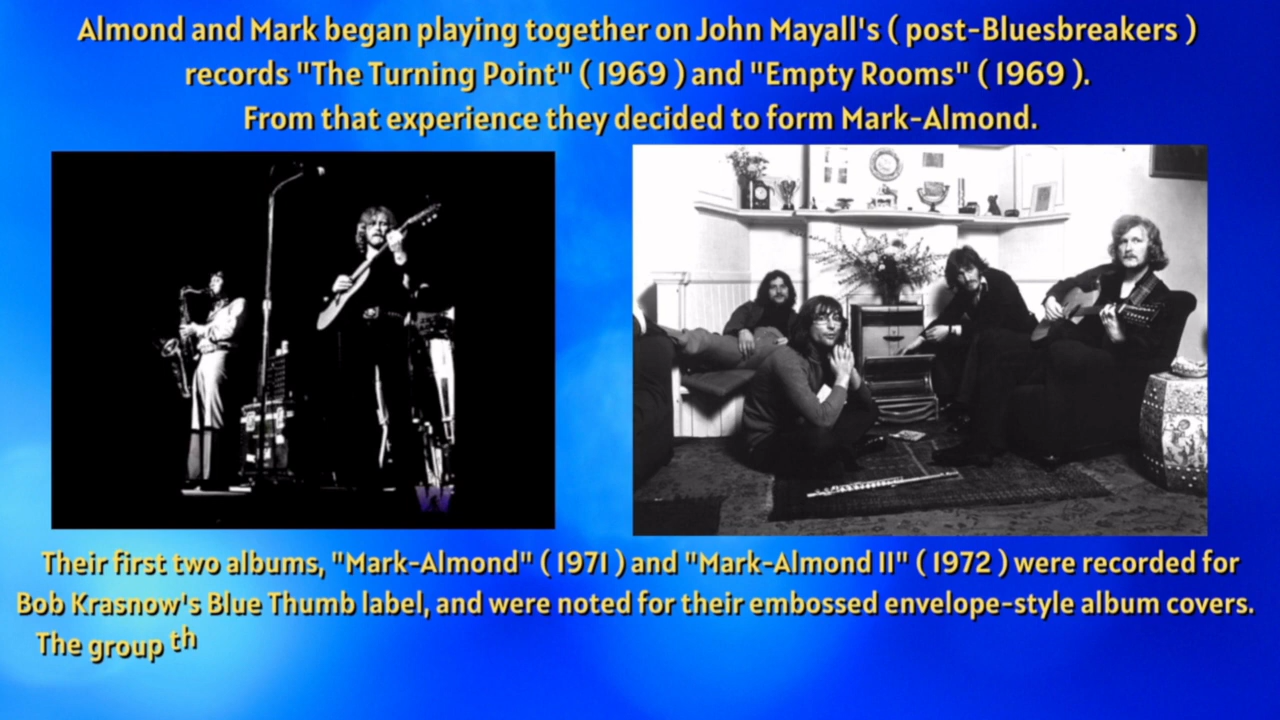 Almond and Mark began playing together on John Mayall's ( post-Bluesbreakers )
records "The Turning Point" ( 1969 ) and "Empty Rooms" ( 1969 ).
From that experience they decided to form Mark-Almond.
W
Their first two albums, "Mark-Almond" ( 1971 ) and "Mark-Almond II" ( 1972 ) were recorded for
Bob Krasnow's Blue Thumb label, and were noted for their embossed envelope-style album covers.
The group th